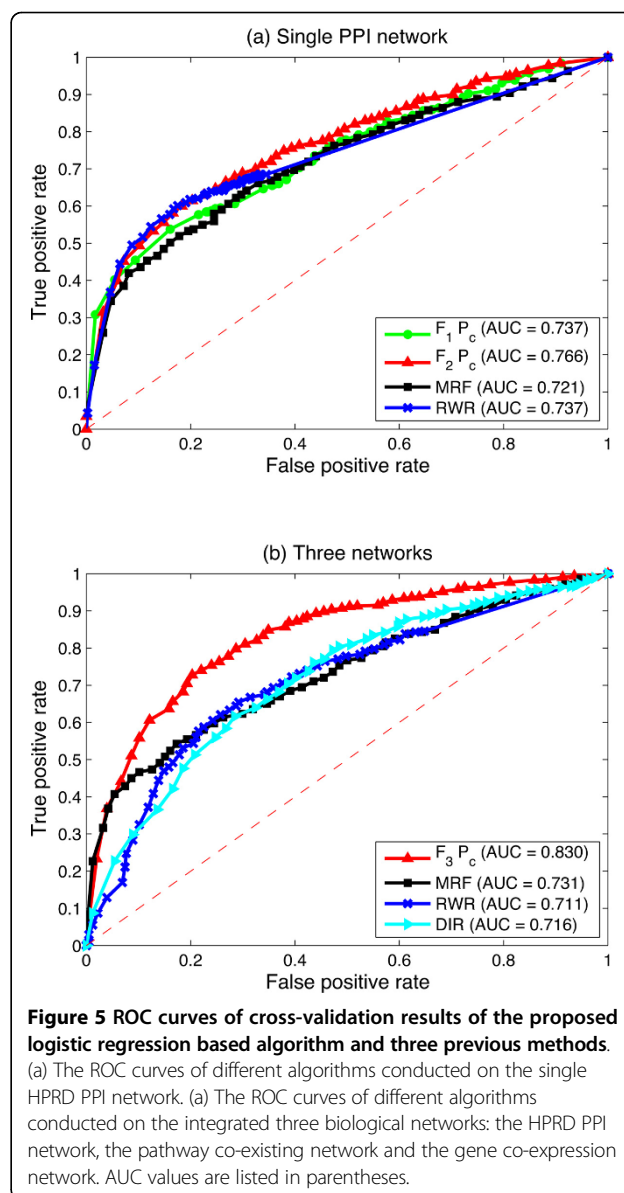 (a) Single PPI network
1
0.9
0.8
0.7
0.6
0.5
0.4
0.3
0.2
0.1
0
True positive rate
F1 Pc (AUC = 0.737)
F2 Pc (AUC = 0.766)
MRF (AUC = 0.721)
RWR (AUC = 0.737)
0 0.2 0.4 0.6 0.8 1
False positive rate
(b) Three networks
1
0.9
0.8
0.7
0.6
0.5
0.4
0.3
0.2
0.1
0
True positive rate
F3 Pc (AUC = 0.830)
MRF (AUC = 0.731)
RWR (AUC = 0.711)
DIR (AUC = 0.716)
0 0.2 0.4 0.6 0.8 1
False positive rate
Figure 5 ROC curves of cross-validation results of the proposed
logistic regression based algorithm and three previous methods.
(a) The ROC curves of different algorithms conducted on the single
HPRD PPI network. (a) The ROC curves of different algorithms
conducted on the integrated three biological networks: the HPRD PPI
network, the pathway co-existing network and the gene co-expression
network. AUC values are listed in parentheses.